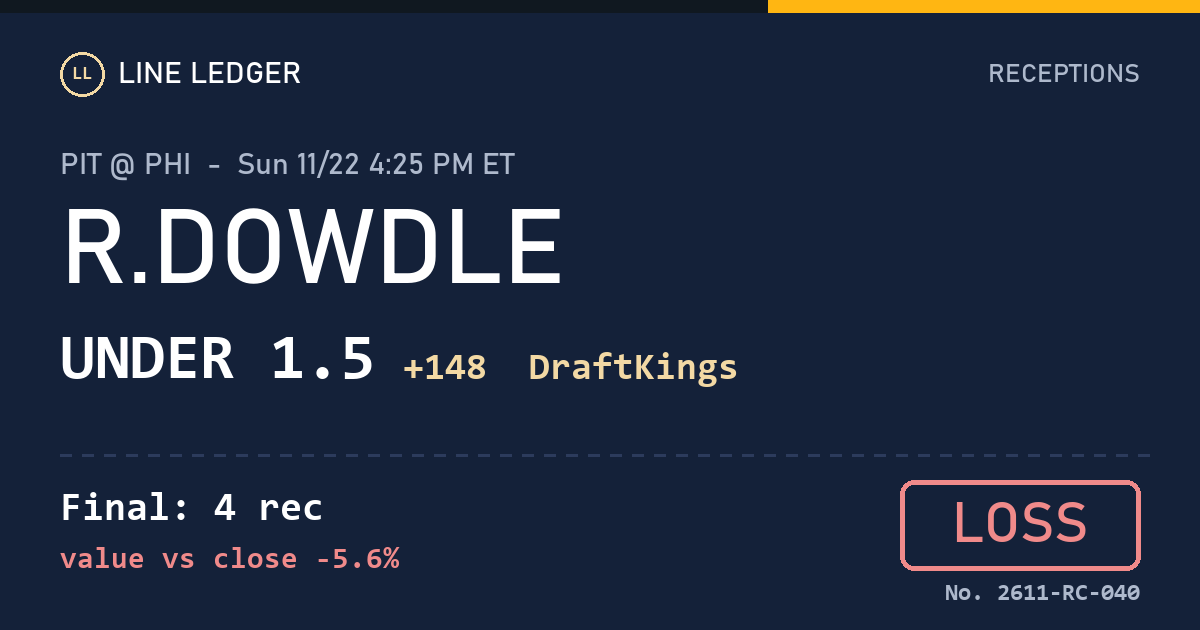 LL LINE LEDGER
RECEPTIONS
PIT @ PHI - Sun 11/22 4:25 PM ET
R.DOWDLE
UNDER 1.5 +148 DraftKings
Final: 4 rec
LOSS
value vs close -5.6%
No. 2611-RC-040